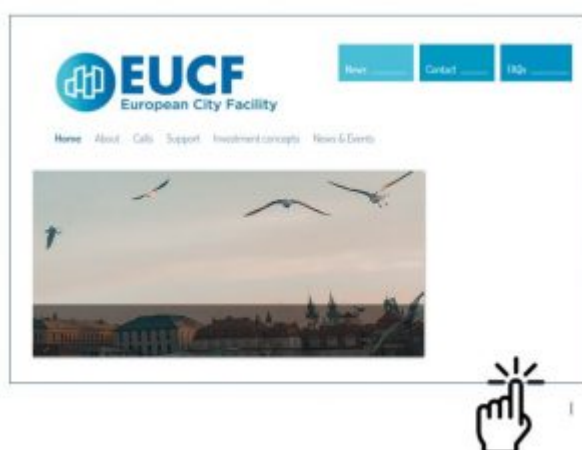 EUCF
European City Facility
News
Contact
FAQs
Home About Calls Support Investment concepts News & Events